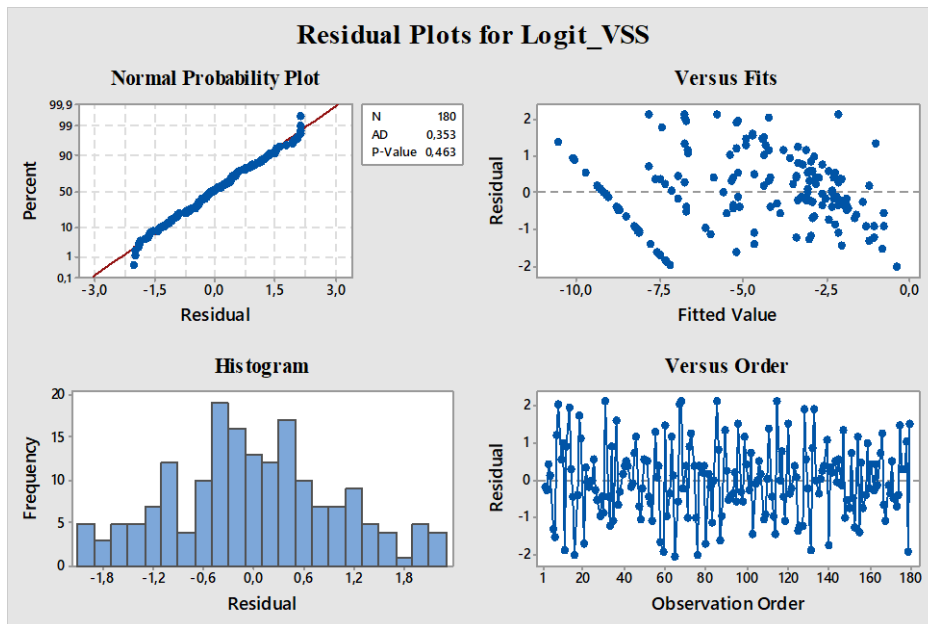 Residual Plots for Logit_VSS
Normal Probability Plot
99,9
99
90
50
10
1
0,1
Percent
-3,0 -1,5 0,0 1,5 3,0
Residual
N 180
AD 0,353
P-Value 0,463
Versus Fits
2
1
0
-1
-2
Residual
-10,0 -7,5 -5,0 -2,5 0,0
Fitted Value
Histogram
20
15
10
5
0
Frequency
-1,8 -1,2 -0,6 0,0 0,6 1,2 1,8
Residual
Versus Order
2
1
0
-1
-2
Residual
1 20 40 60 80 100 120 140 160 180
Observation Order